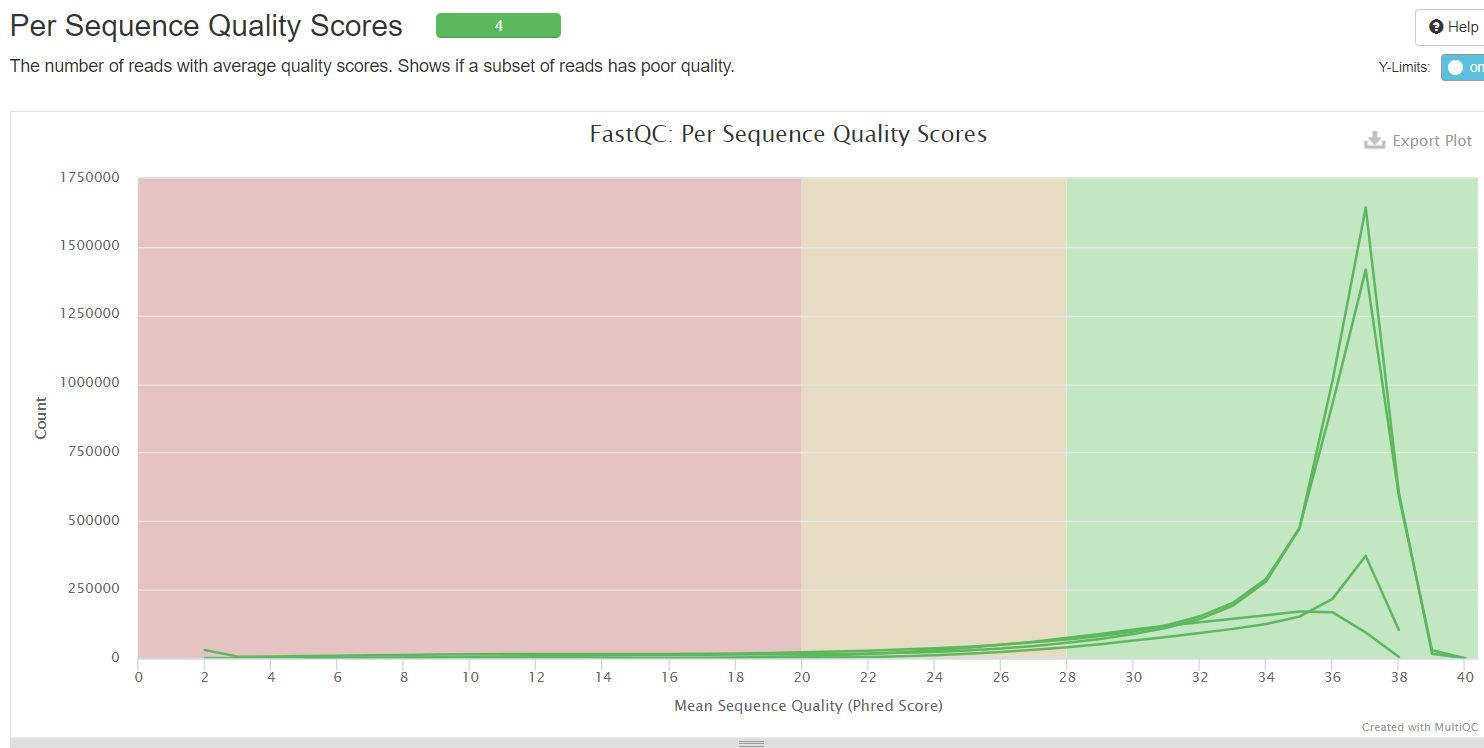 Per Sequence Quality Scores 4
Help
The number of reads with average quality scores. Shows if a subset of reads has poor quality.
Y-Limits: on
FastQC: Per Sequence Quality Scores
Export Plot
1750000
1500000
1250000
1000000
750000
500000
250000
0
Count
0 2 4 6 8 10 12 14 16 18 20 22 24 26 28 30 32 34 36 38 40
Mean Sequence Quality (Phred Score)
Created with MultiQC